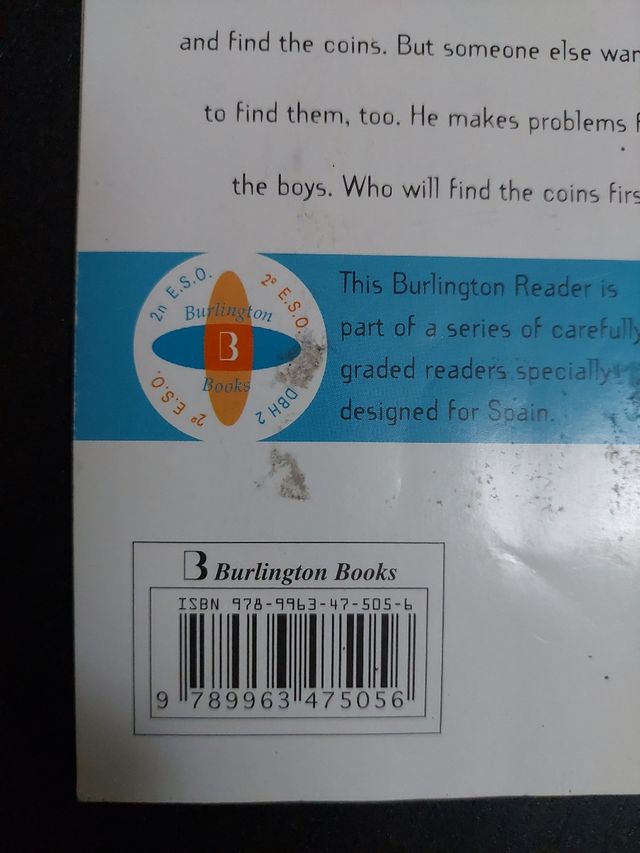 and find the coins. But someone else wan
to find them, too. He makes problems f
the boys. Who will find the coins firs
2n E.S.O.
2º E.S.O.
Burlington
B
Books
2º E.S.O.
DBH 2
This Burlington Reader is
part of a series of carefully
graded readers specially
designed for Spain.
B Burlington Books
ISBN 978-9963-47-505-6
9 789963 475056